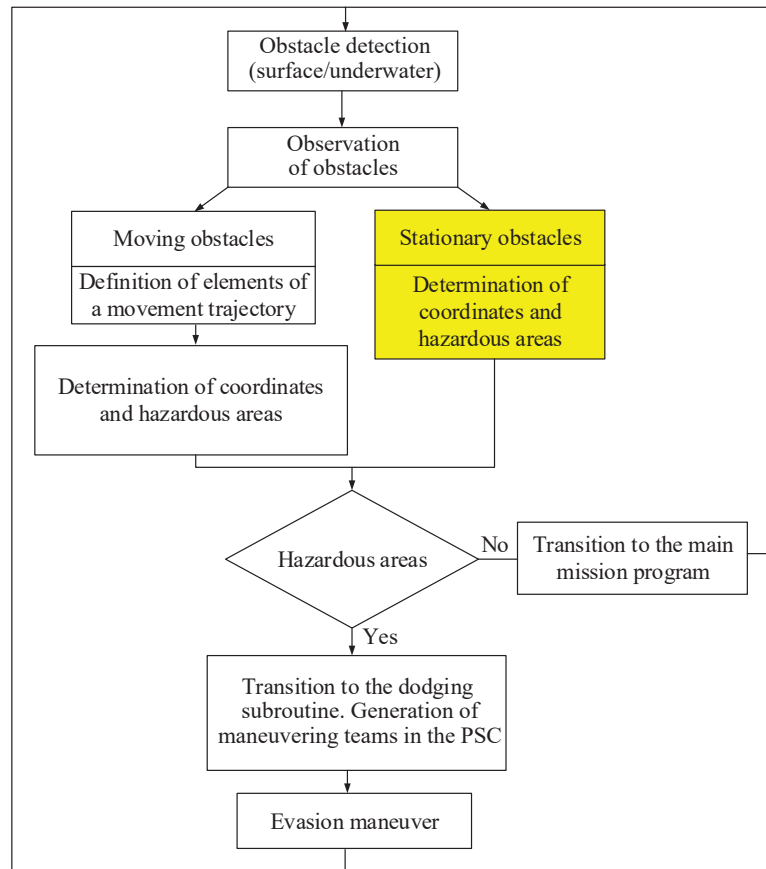 Obstacle detection
(surface/underwater)
Observation
of obstacles
Moving obstacles
Definition of elements of
a movement trajectory
Stationary obstacles
Determination of
coordinates and
hazardous areas
Determination of coordinates
and hazardous areas
Hazardous areas
No
Transition to the main
mission program
Yes
Transition to the dodging
subroutine. Generation of
maneuvering teams in the PSC
Evasion maneuver